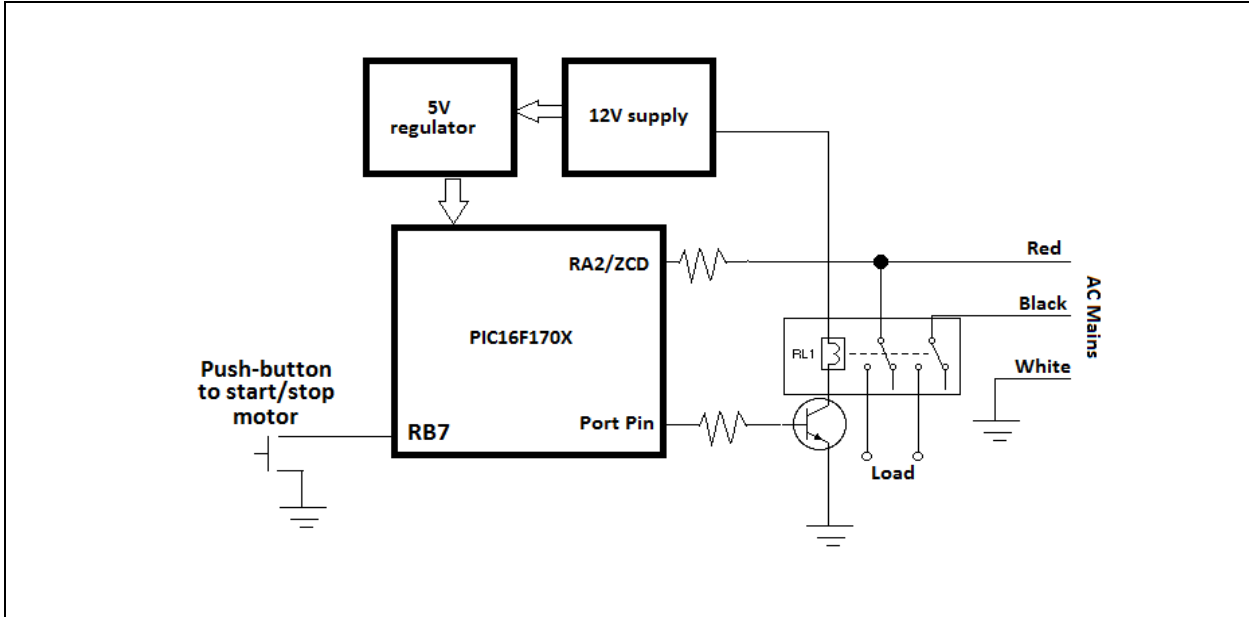 5V
regulator
12V supply
RA2/ZCD
Red
Black
AC Mains
PIC16F170X
RL1
White
Push-button
to start/stop
motor
RB7
Port Pin
Load